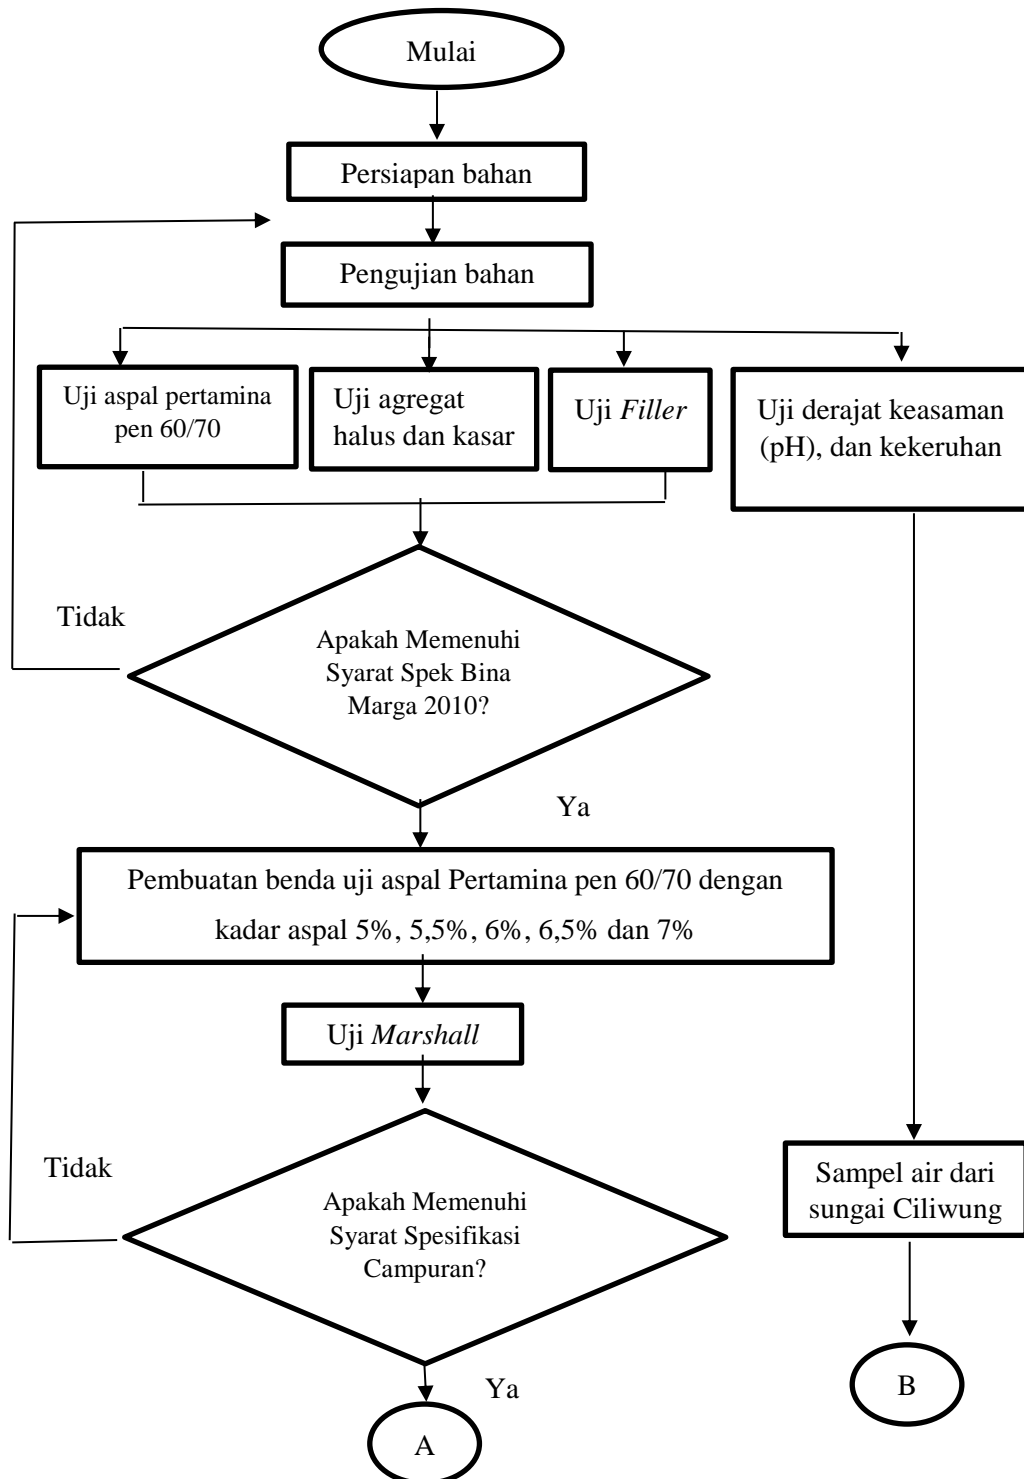 Mulai
Persiapan bahan
Pengujian bahan
Uji aspal pertamina
pen 60/70
Uji agregat
halus dan kasar
Uji Filler
Uji derajat keasaman
(pH), dan kekeruhan
Tidak
Apakah Memenuhi
Syarat Spek Bina
Marga 2010?
Ya
Pembuatan benda uji aspal Pertamina pen 60/70 dengan
kadar aspal 5%, 5,5%, 6%, 6,5% dan 7%
Uji Marshall
Tidak
Apakah Memenuhi
Syarat Spesifikasi
Campuran?
Sampel air dari
sungai Ciliwung
Ya
B
A